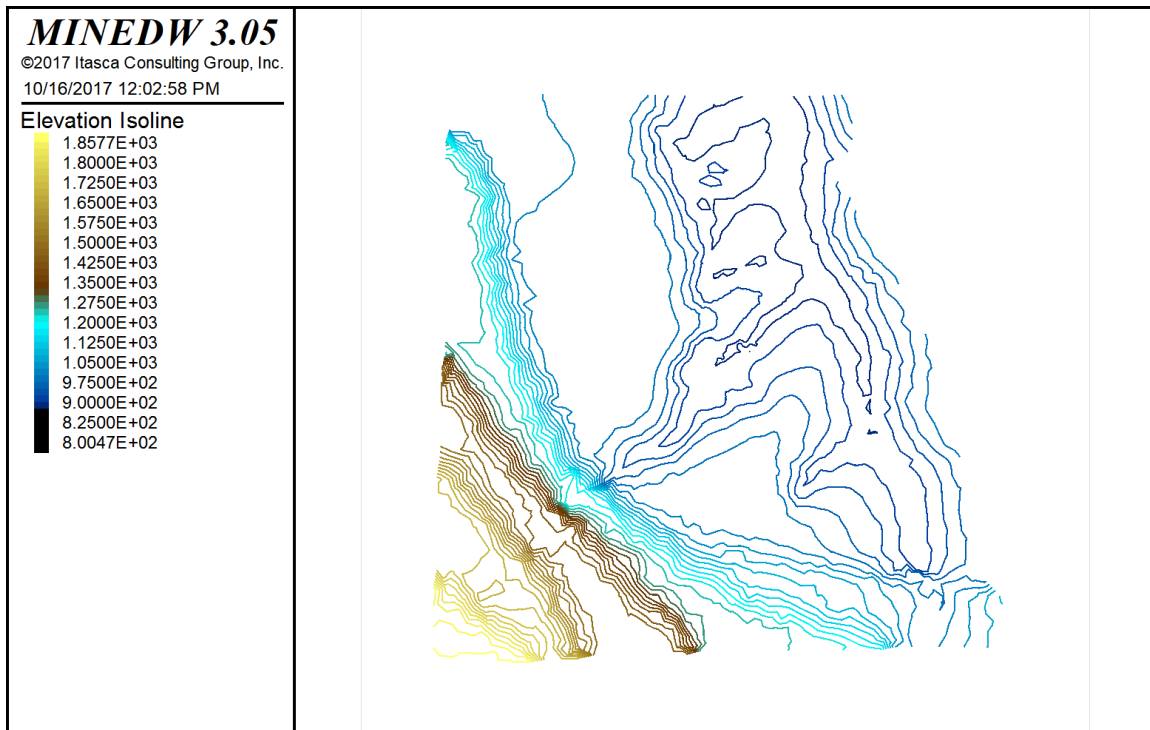 MINEDW 3.05
©2017 Itasca Consulting Group, Inc.
10/16/2017 12:02:58 PM
Elevation Isoline
1.8577E+03
1.8000E+03
1.7250E+03
1.6500E+03
1.5750E+03
1.5000E+03
1.4250E+03
1.3500E+03
1.2750E+03
1.2000E+03
1.1250E+03
1.0500E+03
9.7500E+02
9.0000E+02
8.2500E+02
8.0047E+02